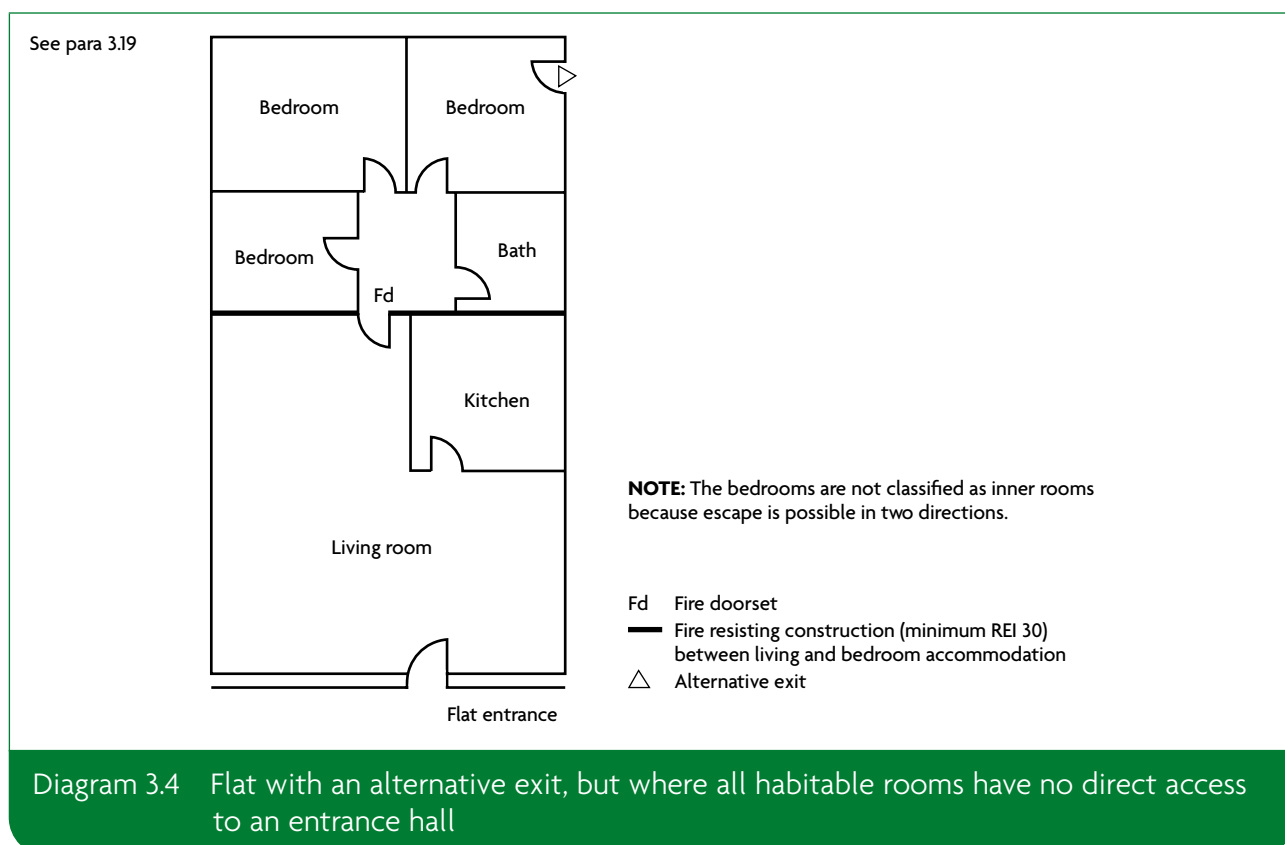 See para 3.19
Bedroom
Bedroom
Bedroom
Bath
Fd
Kitchen
Living room
Flat entrance
NOTE: The bedrooms are not classified as inner rooms
because escape is possible in two directions.
Fd Fire doorset
Fire resisting construction (minimum REI 30)
between living and bedroom accommodation
Alternative exit
Diagram 3.4 Flat with an alternative exit, but where all habitable rooms have no direct access
to an entrance hall